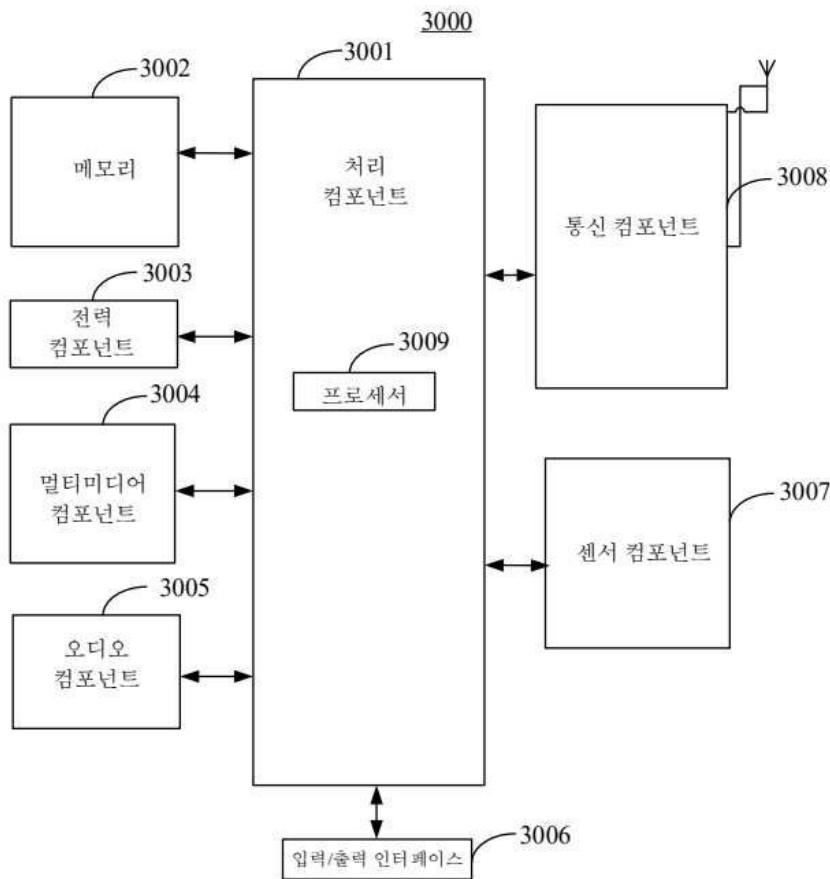 3000
3001
3002
메모리
3003
전력
컴포넌트
3004
멀티미디어
컴포넌트
3005
오디오
컴포넌트
처리
컴포넌트
3009
프로세서
3008
통신 컴포넌트
3007
센서 컴포넌트
3006
입력/출력 인터페이스